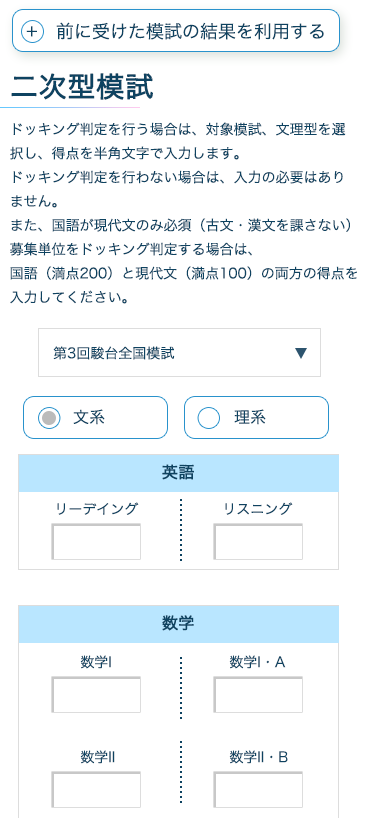 前に受けた模試の結果を利用する
二次型模試
ドッキング判定を行う場合は、対象模試、文理型を選
択し、得点を半角文字で入力します。
ドッキング判定を行わない場合は、入力の必要はあり
ません。
また、国語が現代文のみ必須（古文・漢文を課さない）
募集単位をドッキング判定する場合は、
国語（満点200）と現代文（満点100）の両方の得点を
入力してください。
第3回駿台全国模試
文系 理系
英語
リーデイング リスニング
数学
数学I 数学I・A
数学II 数学II・B